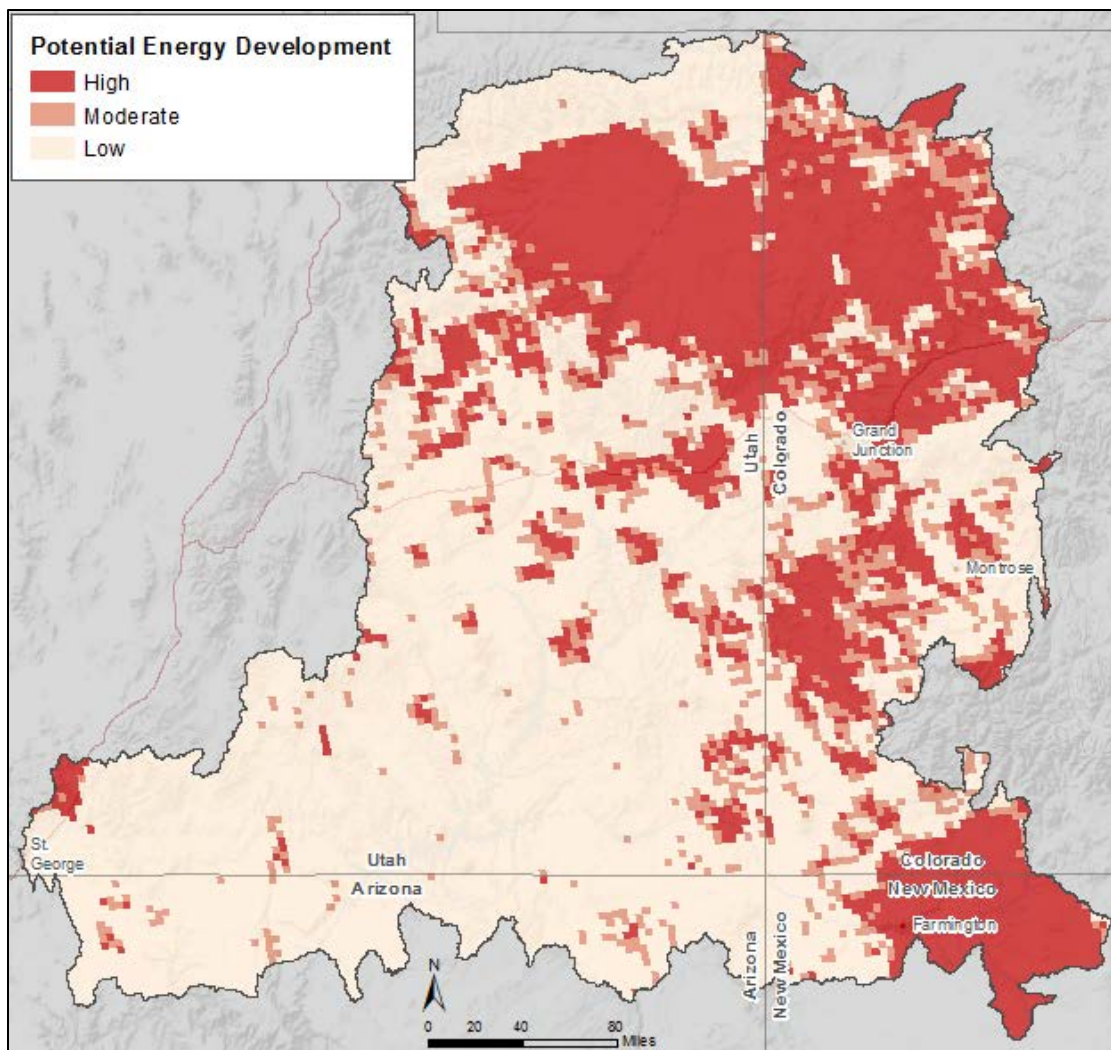 Potential Energy Development
High
Moderate
Low
Grand
Junction
Utah
Colorado
Montrose
St.
George
Utah
Arizona
Colorado
New Mexico
Farmington
Arizona
New Mexico
N
0 20 40 80
Miles